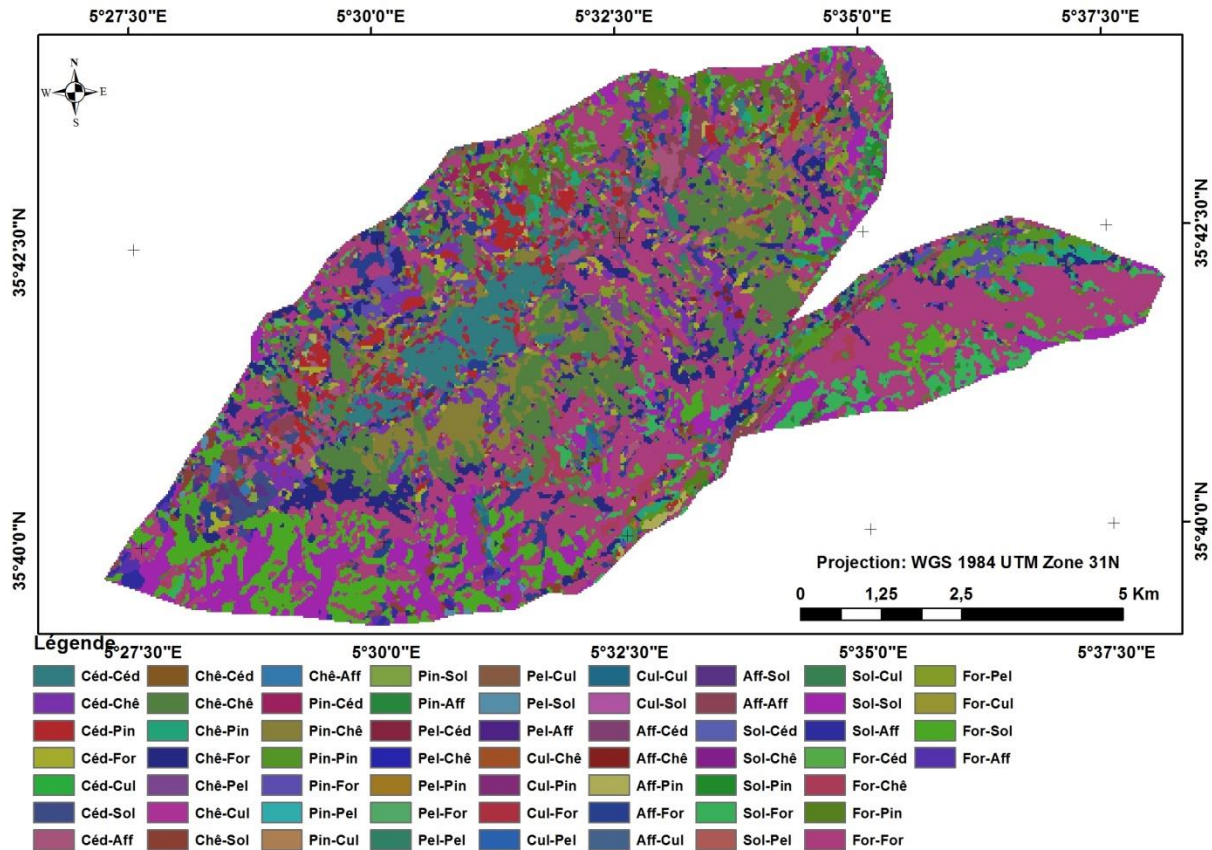 5°27'30"E 5°30'0"E 5°32'30"E 5°35'0"E 5°37'30"E
N
W E
S
35°42'30"N 35°42'30"N
35°40'0"N 35°40'0"N
Projection: WGS 1984 UTM Zone 31N
0 1,25 2,5 5 Km
Légende
5°27'30"E 5°30'0"E 5°32'30"E 5°35'0"E 5°37'30"E
Céd-Céd Chê-Céd Chê-Aff Pin-Sol Pel-Cul Cul-Cul Aff-Sol Sol-Cul For-Pel
Céd-Chê Chê-Chê Pin-Céd Pin-Aff Pel-Sol Cul-Sol Aff-Aff Sol-Sol For-Cul
Céd-Pin Chê-Pin Pin-Chê Pel-Céd Pel-Aff Aff-Céd Sol-Céd Sol-Aff For-Sol
Céd-For Chê-For Pin-Pin Pel-Chê Cul-Chê Aff-Chê Sol-Chê For-Céd For-Aff
Céd-Cul Chê-Pel Pin-For Pel-Pin Cul-Pin Aff-Pin Sol-Pin For-Chê
Céd-Sol Chê-Cul Pin-Pel Pel-For Cul-For Aff-For Sol-For For-Pin
Céd-Aff Chê-Sol Pin-Cul Pel-Pel Cul-Pel Aff-Cul Sol-Pel For-For